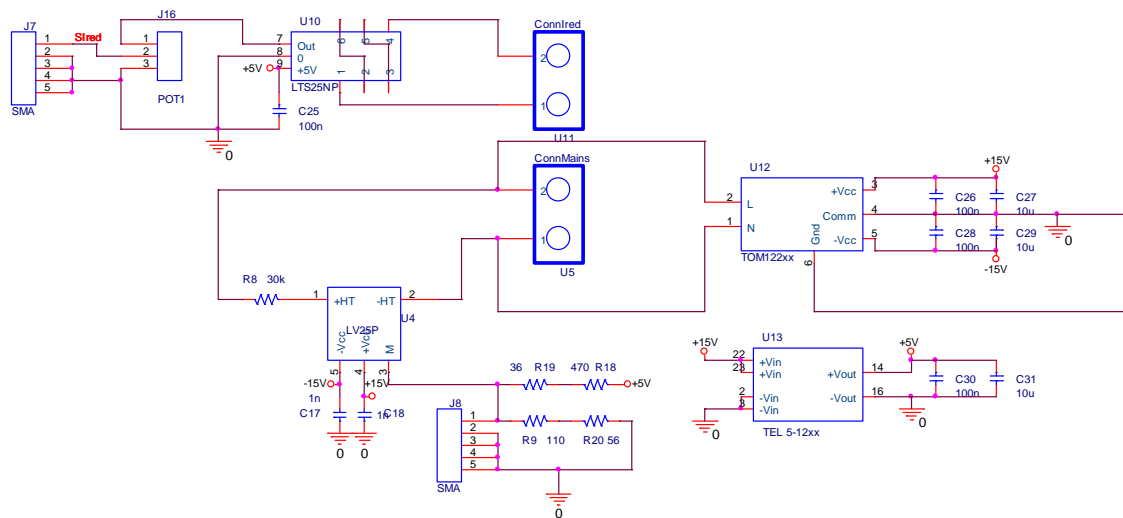 J7
1
2
3
4
5
SMA
SIred
J16
1
2
3
POT1
U10
7
8
9
Out
0
+5V
6
5
4
1
2
3
LTS25NP
+5V
C25
100n
0
ConnIred
2
1
U11
ConnMains
2
1
U5
U12
2
1
L
N
+Vcc
Comm
-Vcc
Gnd
3
4
5
6
TOM122xx
+15V
C26
100n
C27
10u
C28
100n
C29
10u
-15V
0
R8 30k
1
+HT
-HT
2
U4
LV25P
-Vcc
+Vcc
M
5
4
3
-15V
+15V
1n
C17
1n
C18
0
0
36 R19
470 R18
+5V
J8
1
2
3
4
5
SMA
R9 110
R20 56
0
U13
+15V
22
23
2
3
+Vin
+Vin
-Vin
-Vin
+Vout
-Vout
14
16
TEL 5-12xx
0
+5V
C30
100n
C31
10u
0